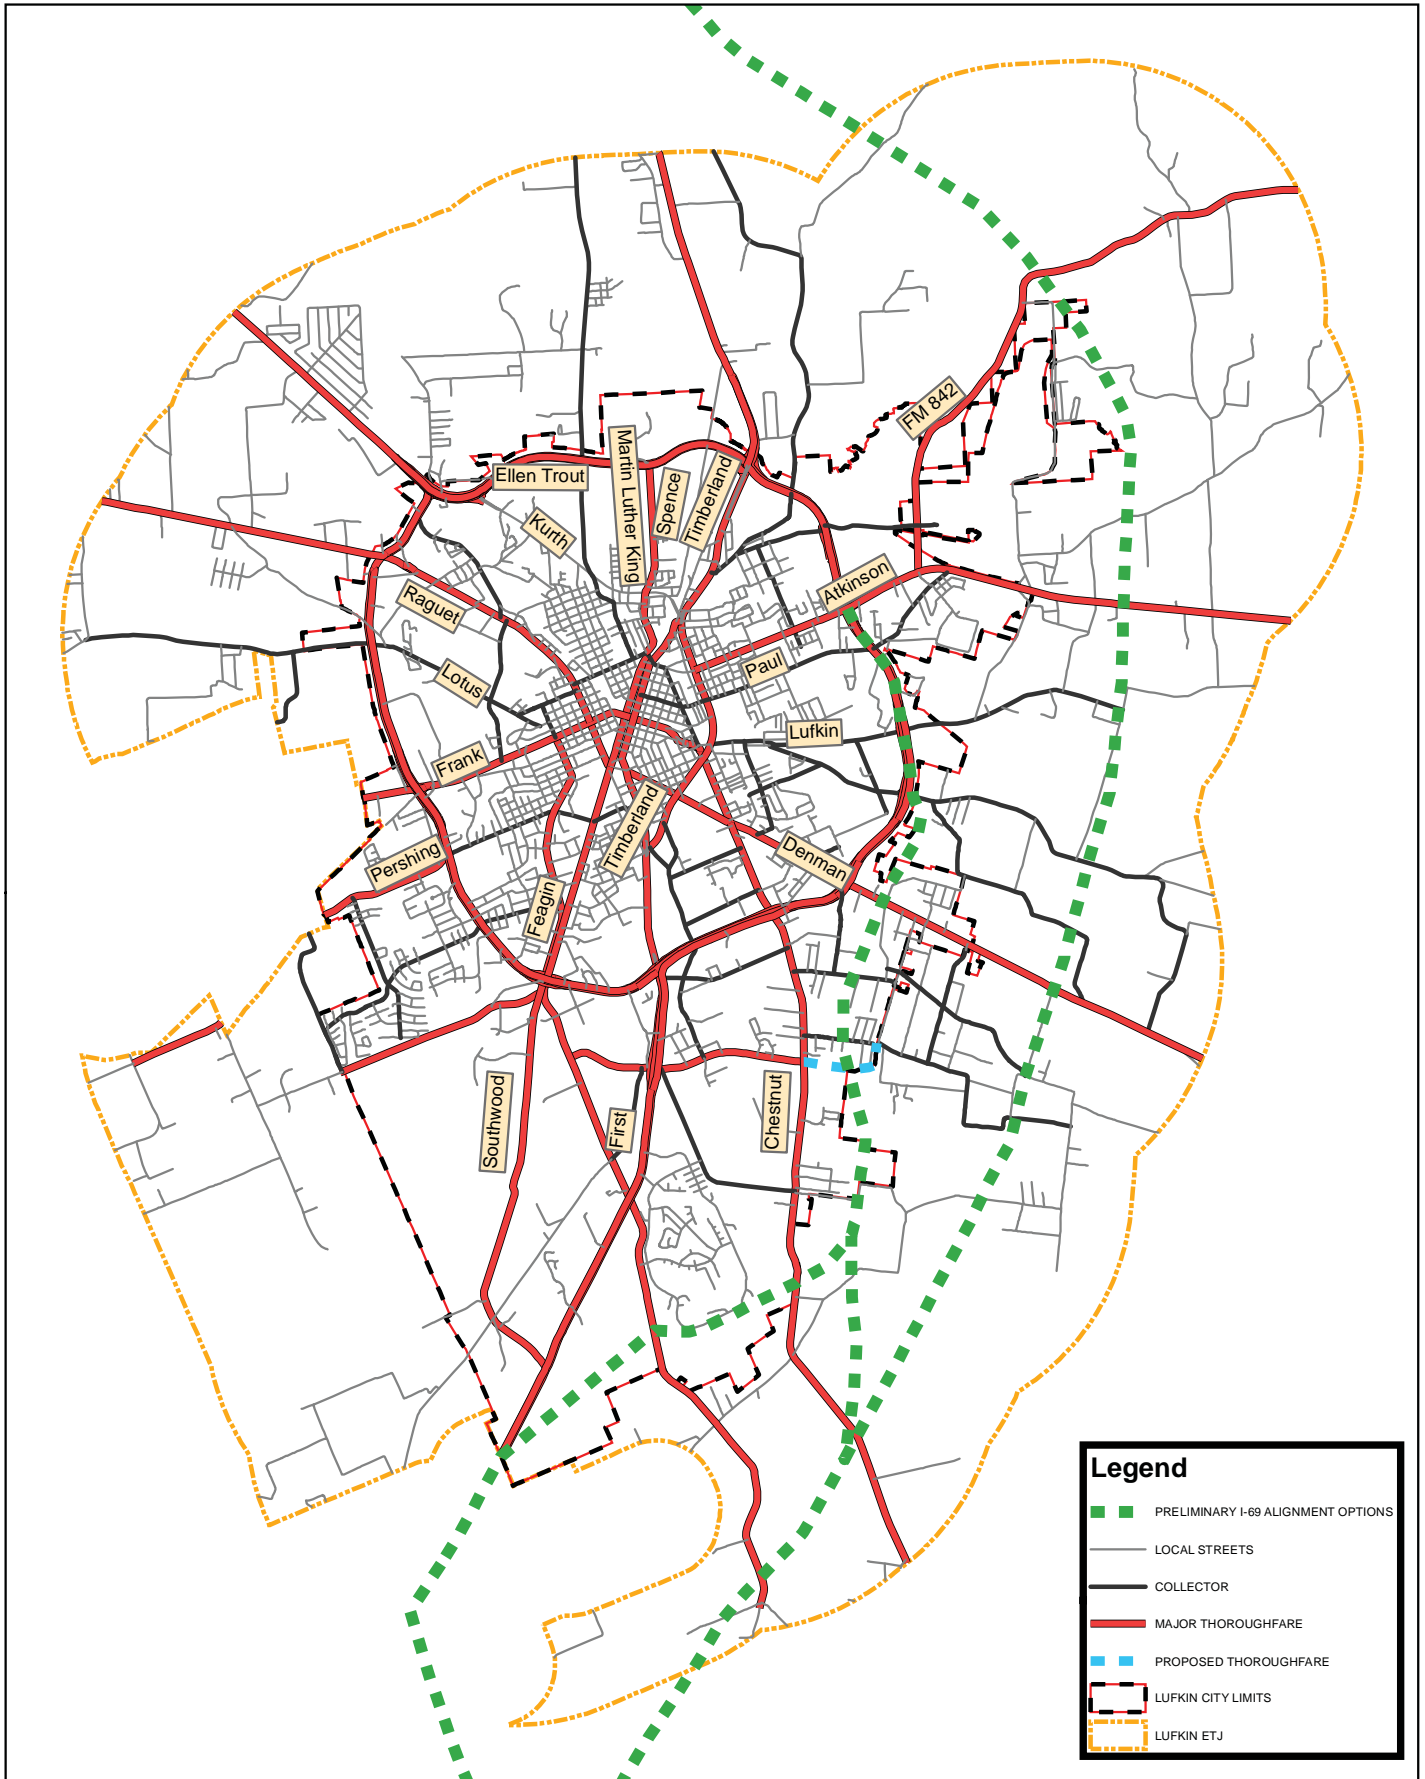 FM 842
Ellen Trout
Martin Luther King
Spence
Timberland
Kurth
Atkinson
Raguet
Paul
Lotus
Lufkin
Frank
Timberland
Pershing
Denman
Feagin
Southwood
First
Chestnut
Legend
PRELIMINARY I-69 ALIGNMENT OPTIONS
LOCAL STREETS
COLLECTOR
MAJOR THOROUGHFARE
PROPOSED THOROUGHFARE
LUFKIN CITY LIMITS
LUFKIN ETJ